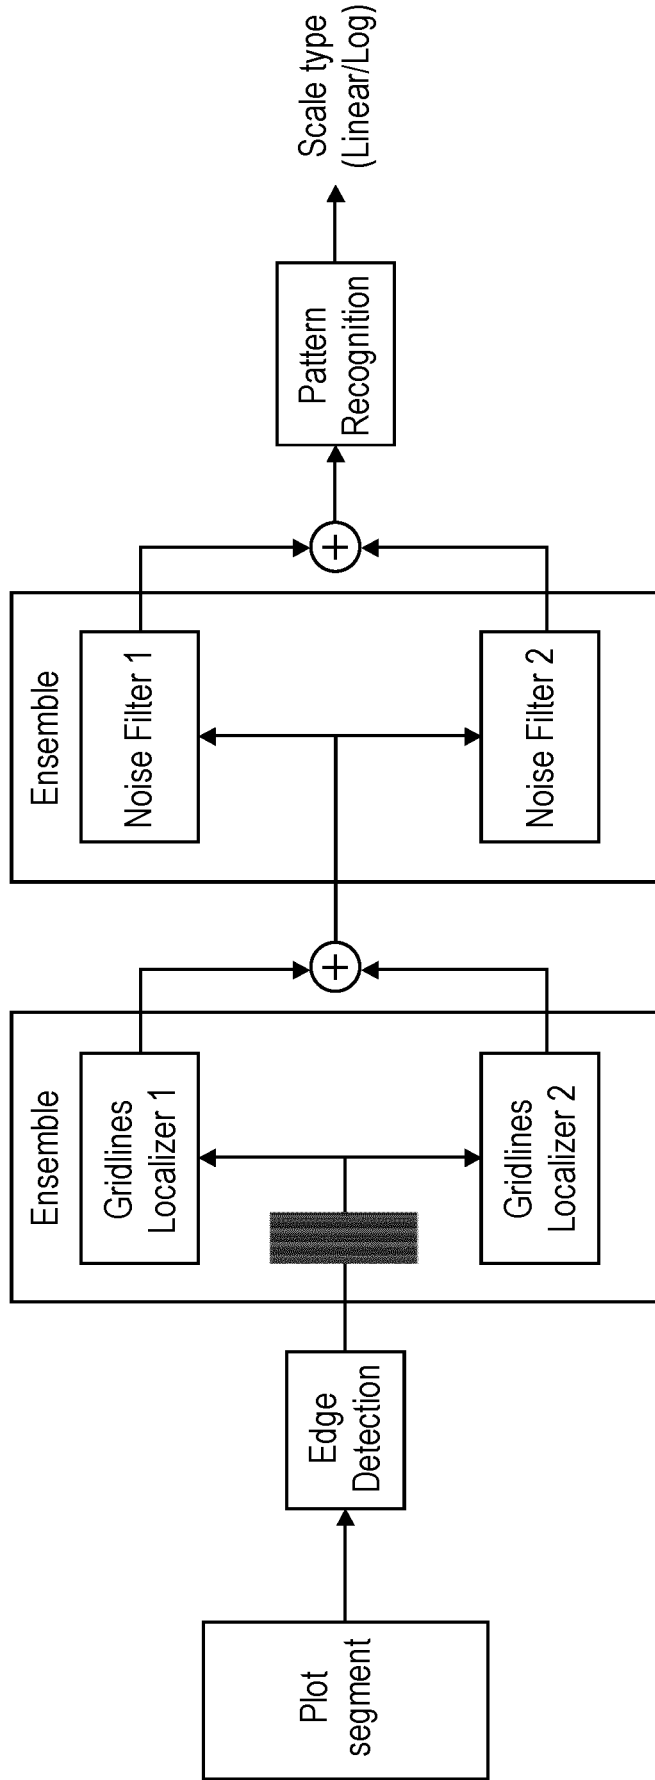 Plot
segment
Edge
Detection
Ensemble
Gridlines
Localizer 1
Gridlines
Localizer 2
+
Ensemble
Noise Filter 1
Noise Filter 2
+
Pattern
Recognition
Scale type
(Linear/Log)